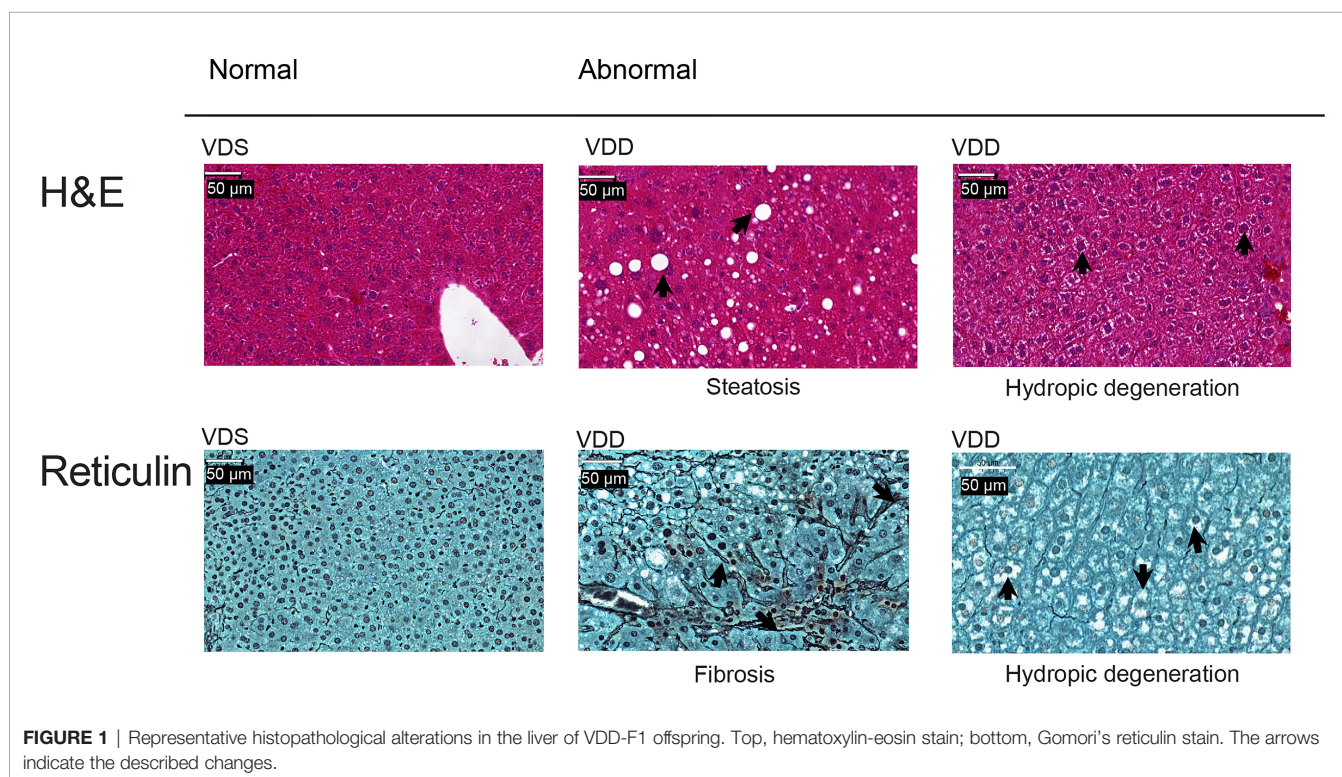 Normal Abnormal
VDS VDD VDD
H&E
50 µm 50 µm 50 µm
Steatosis Hydropic degeneration
VDS VDD VDD
Reticulin
50 µm 50 µm 50 µm
Fibrosis Hydropic degeneration
FIGURE 1 | Representative histopathological alterations in the liver of VDD-F1 offspring. Top, hematoxylin-eosin stain; bottom, Gomori’s reticulin stain. The arrows
indicate the described changes.